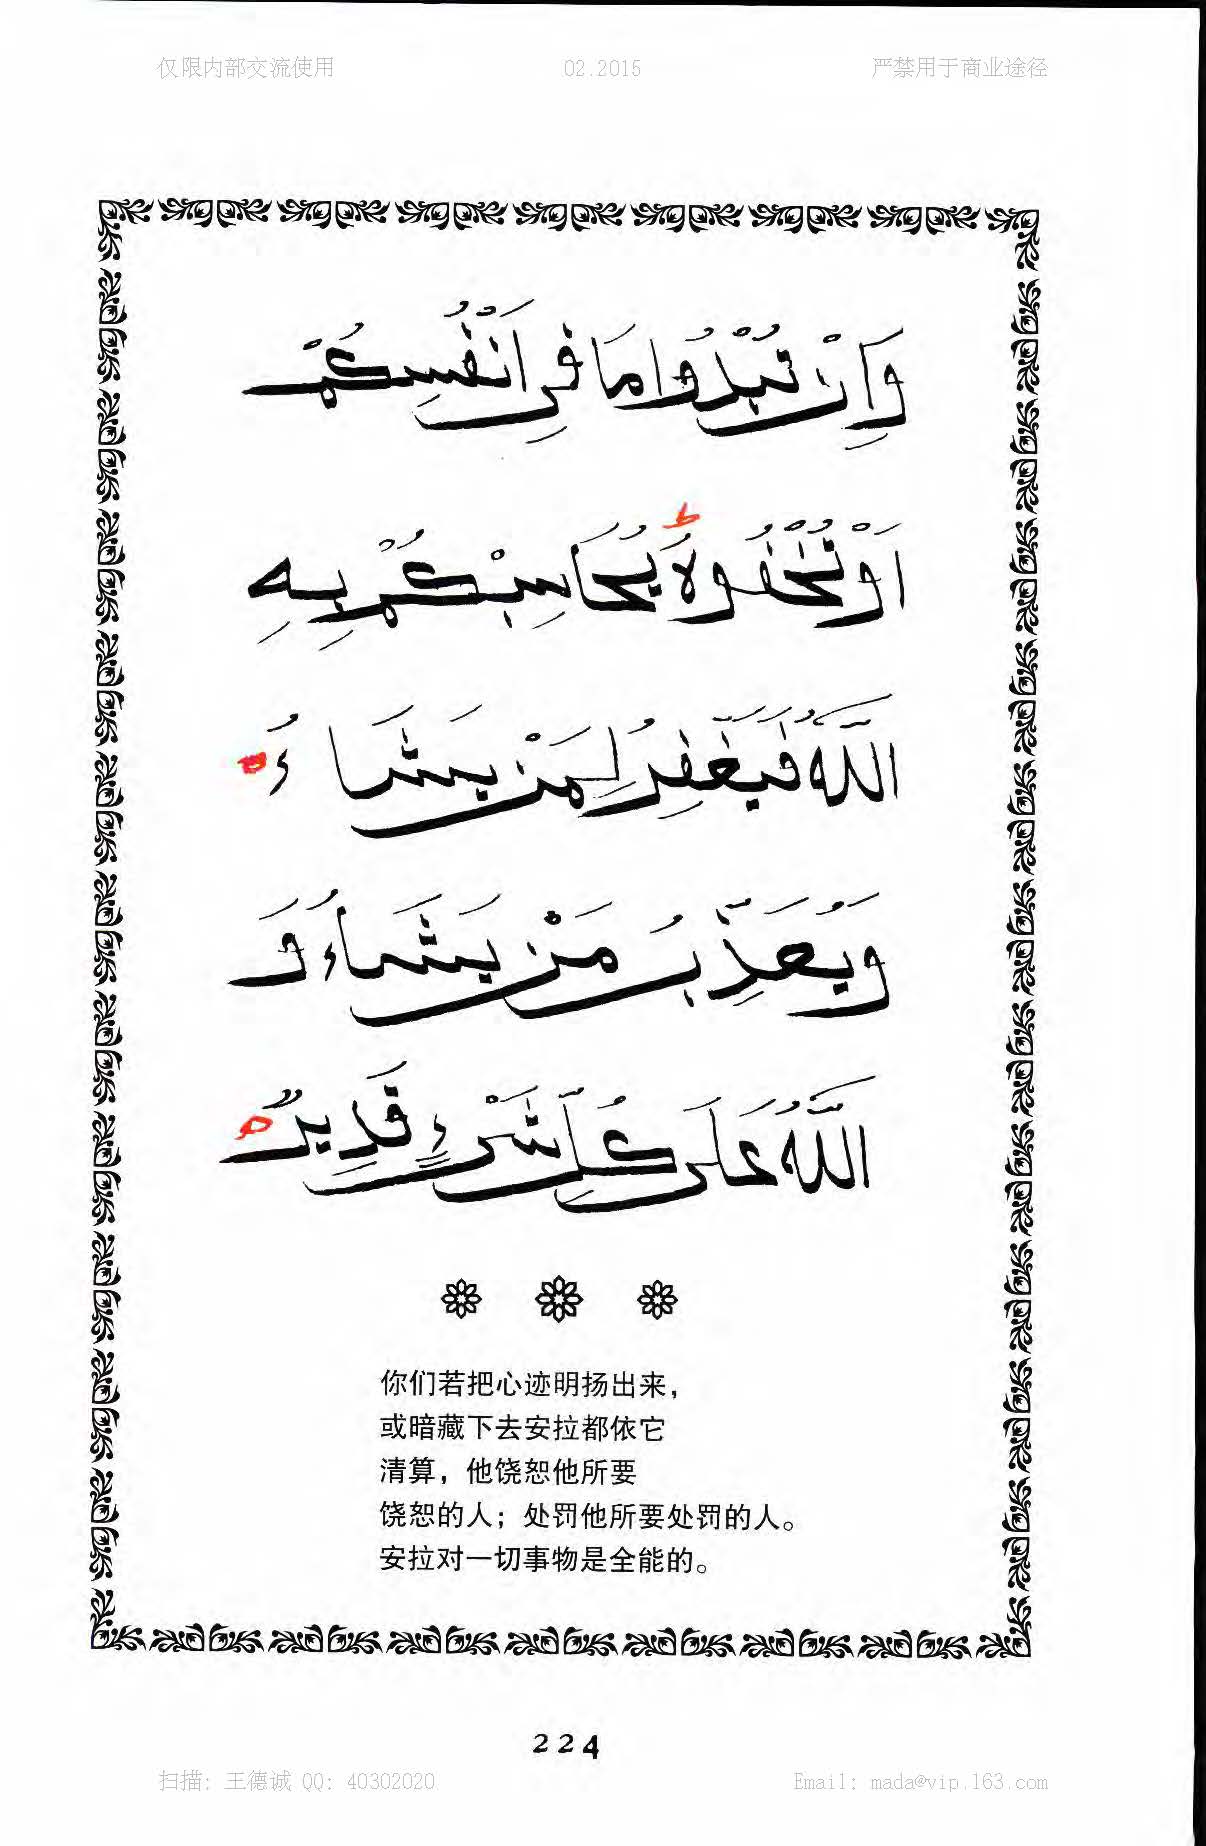 仅限内部交流使用 02.2015 严禁用于商业途径
وَاِنْ تُبْدُوا مَا فِى اَنْفُسِكُمْ
اَوْ تُخْفُوهُ ط يُحَاسِبْكُمْ بِهِ
اللَّهُ فَيَغْفِرُ لِمَنْ يَشَاءُ
وَيُعَذِّبُ مَنْ يَشَاءُ وَ
اللَّهُ عَلَى كُلِّ شَىْءٍ قَدِيرٌ
你们若把心迹明扬出来，
或暗藏下去安拉都依它
清算，他饶恕他所要
饶恕的人；处罚他所要处罚的人。
安拉对一切事物是全能的。
224
扫描: 王德诚 QQ: 40302020 Email: mada@vip.163.com